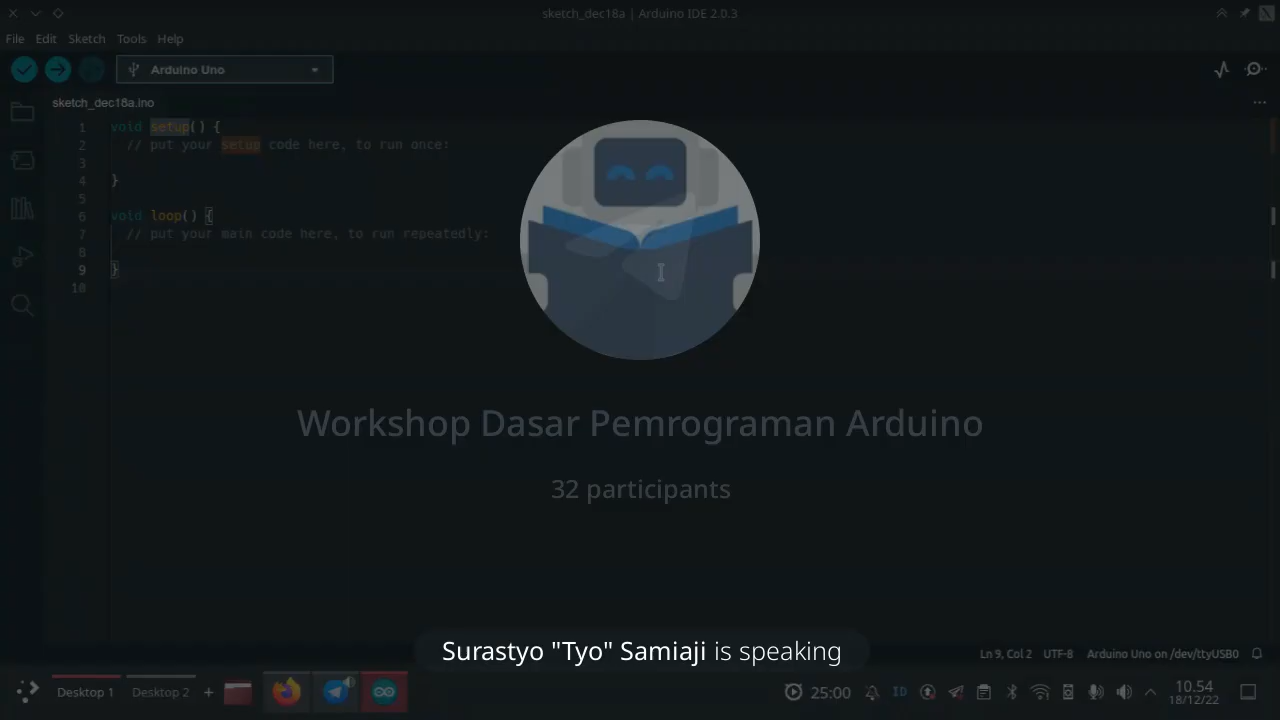 sketch_dec18a | Arduino IDE 2.0.3
File Edit Sketch Tools Help
Arduino Uno
sketch_dec18a.ino
1 void setup() {
2 // put your setup code here, to run once:
3
4 }
5
6 void loop() {
7 // put your main code here, to run repeatedly:
8
9 }
10
Workshop Dasar Pemrograman Arduino
32 participants
Surastyo "Tyo" Samiaji is speaking
Ln 9, Col 2 UTF-8 Arduino Uno on /dev/ttyUSB0
Desktop 1 Desktop 2 + 25:00 ID 10.54
18/12/22